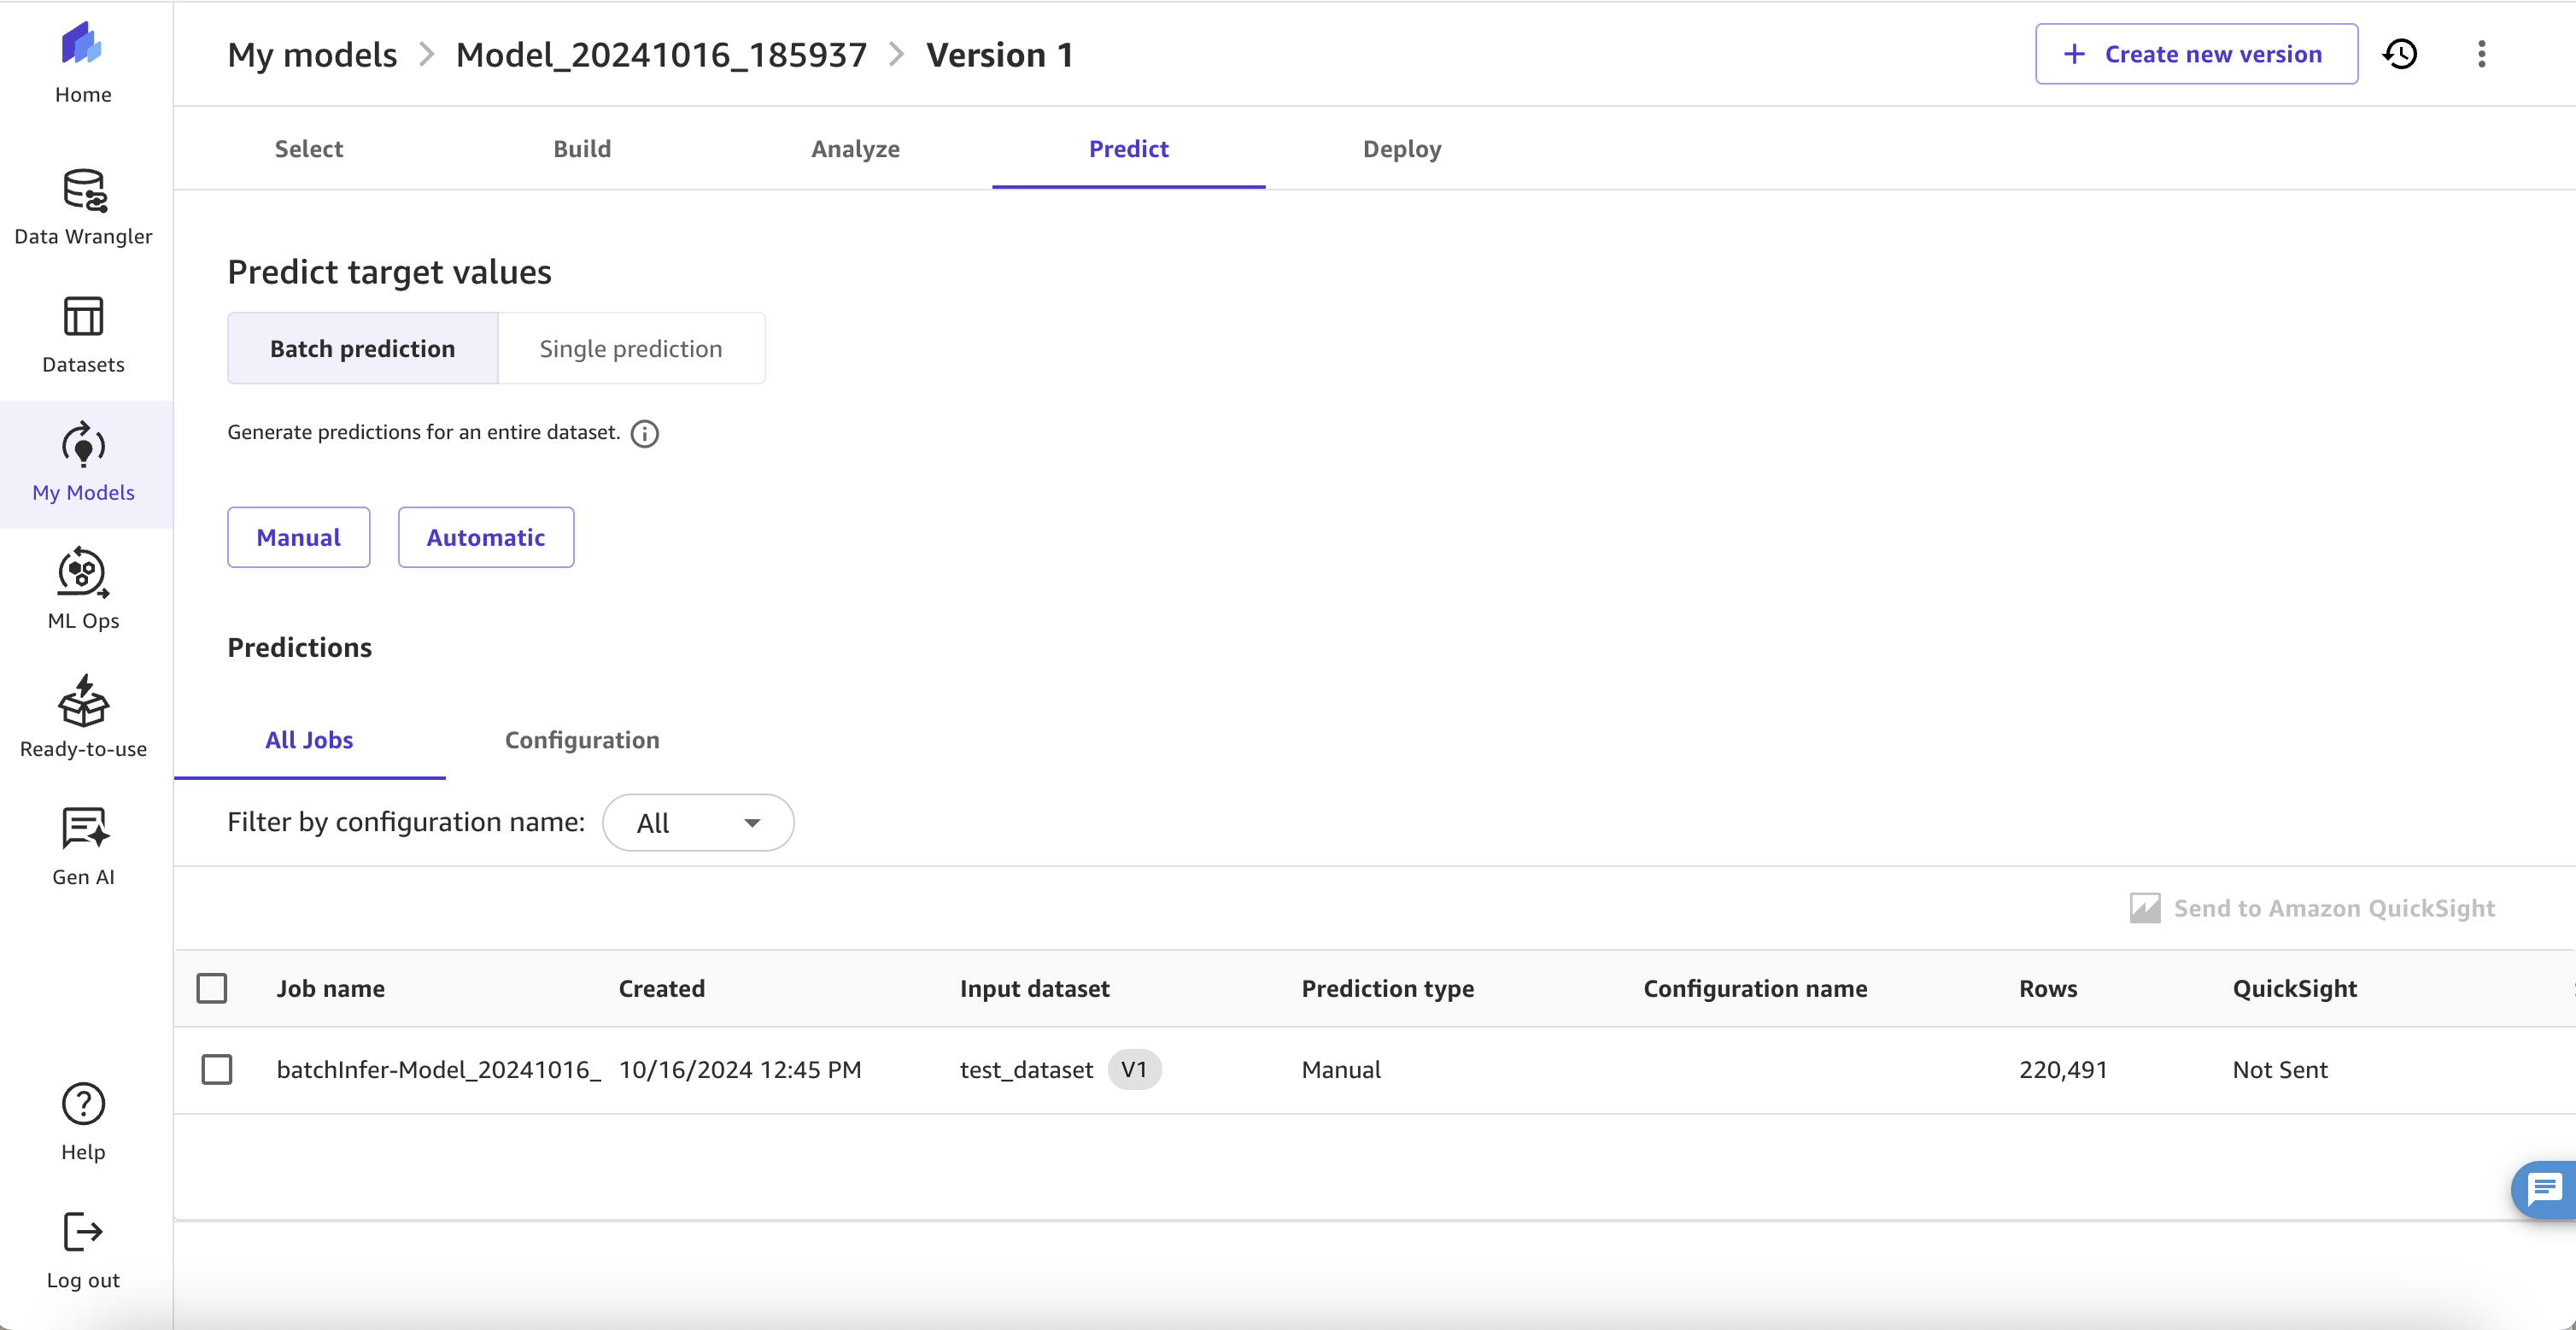 Home
Data Wrangler
Datasets
My Models
ML Ops
Ready-to-use
Gen AI
Help
Log out
My models > Model_20241016_185937 > Version 1
+ Create new version
Select Build Analyze Predict Deploy
Predict target values
Batch prediction Single prediction
Generate predictions for an entire dataset.
Manual Automatic
Predictions
All Jobs Configuration
Filter by configuration name: All
Send to Amazon QuickSight
Job name Created Input dataset Prediction type Configuration name Rows QuickSight
batchInfer-Model_20241016_ 10/16/2024 12:45 PM test_dataset V1 Manual 220,491 Not Sent